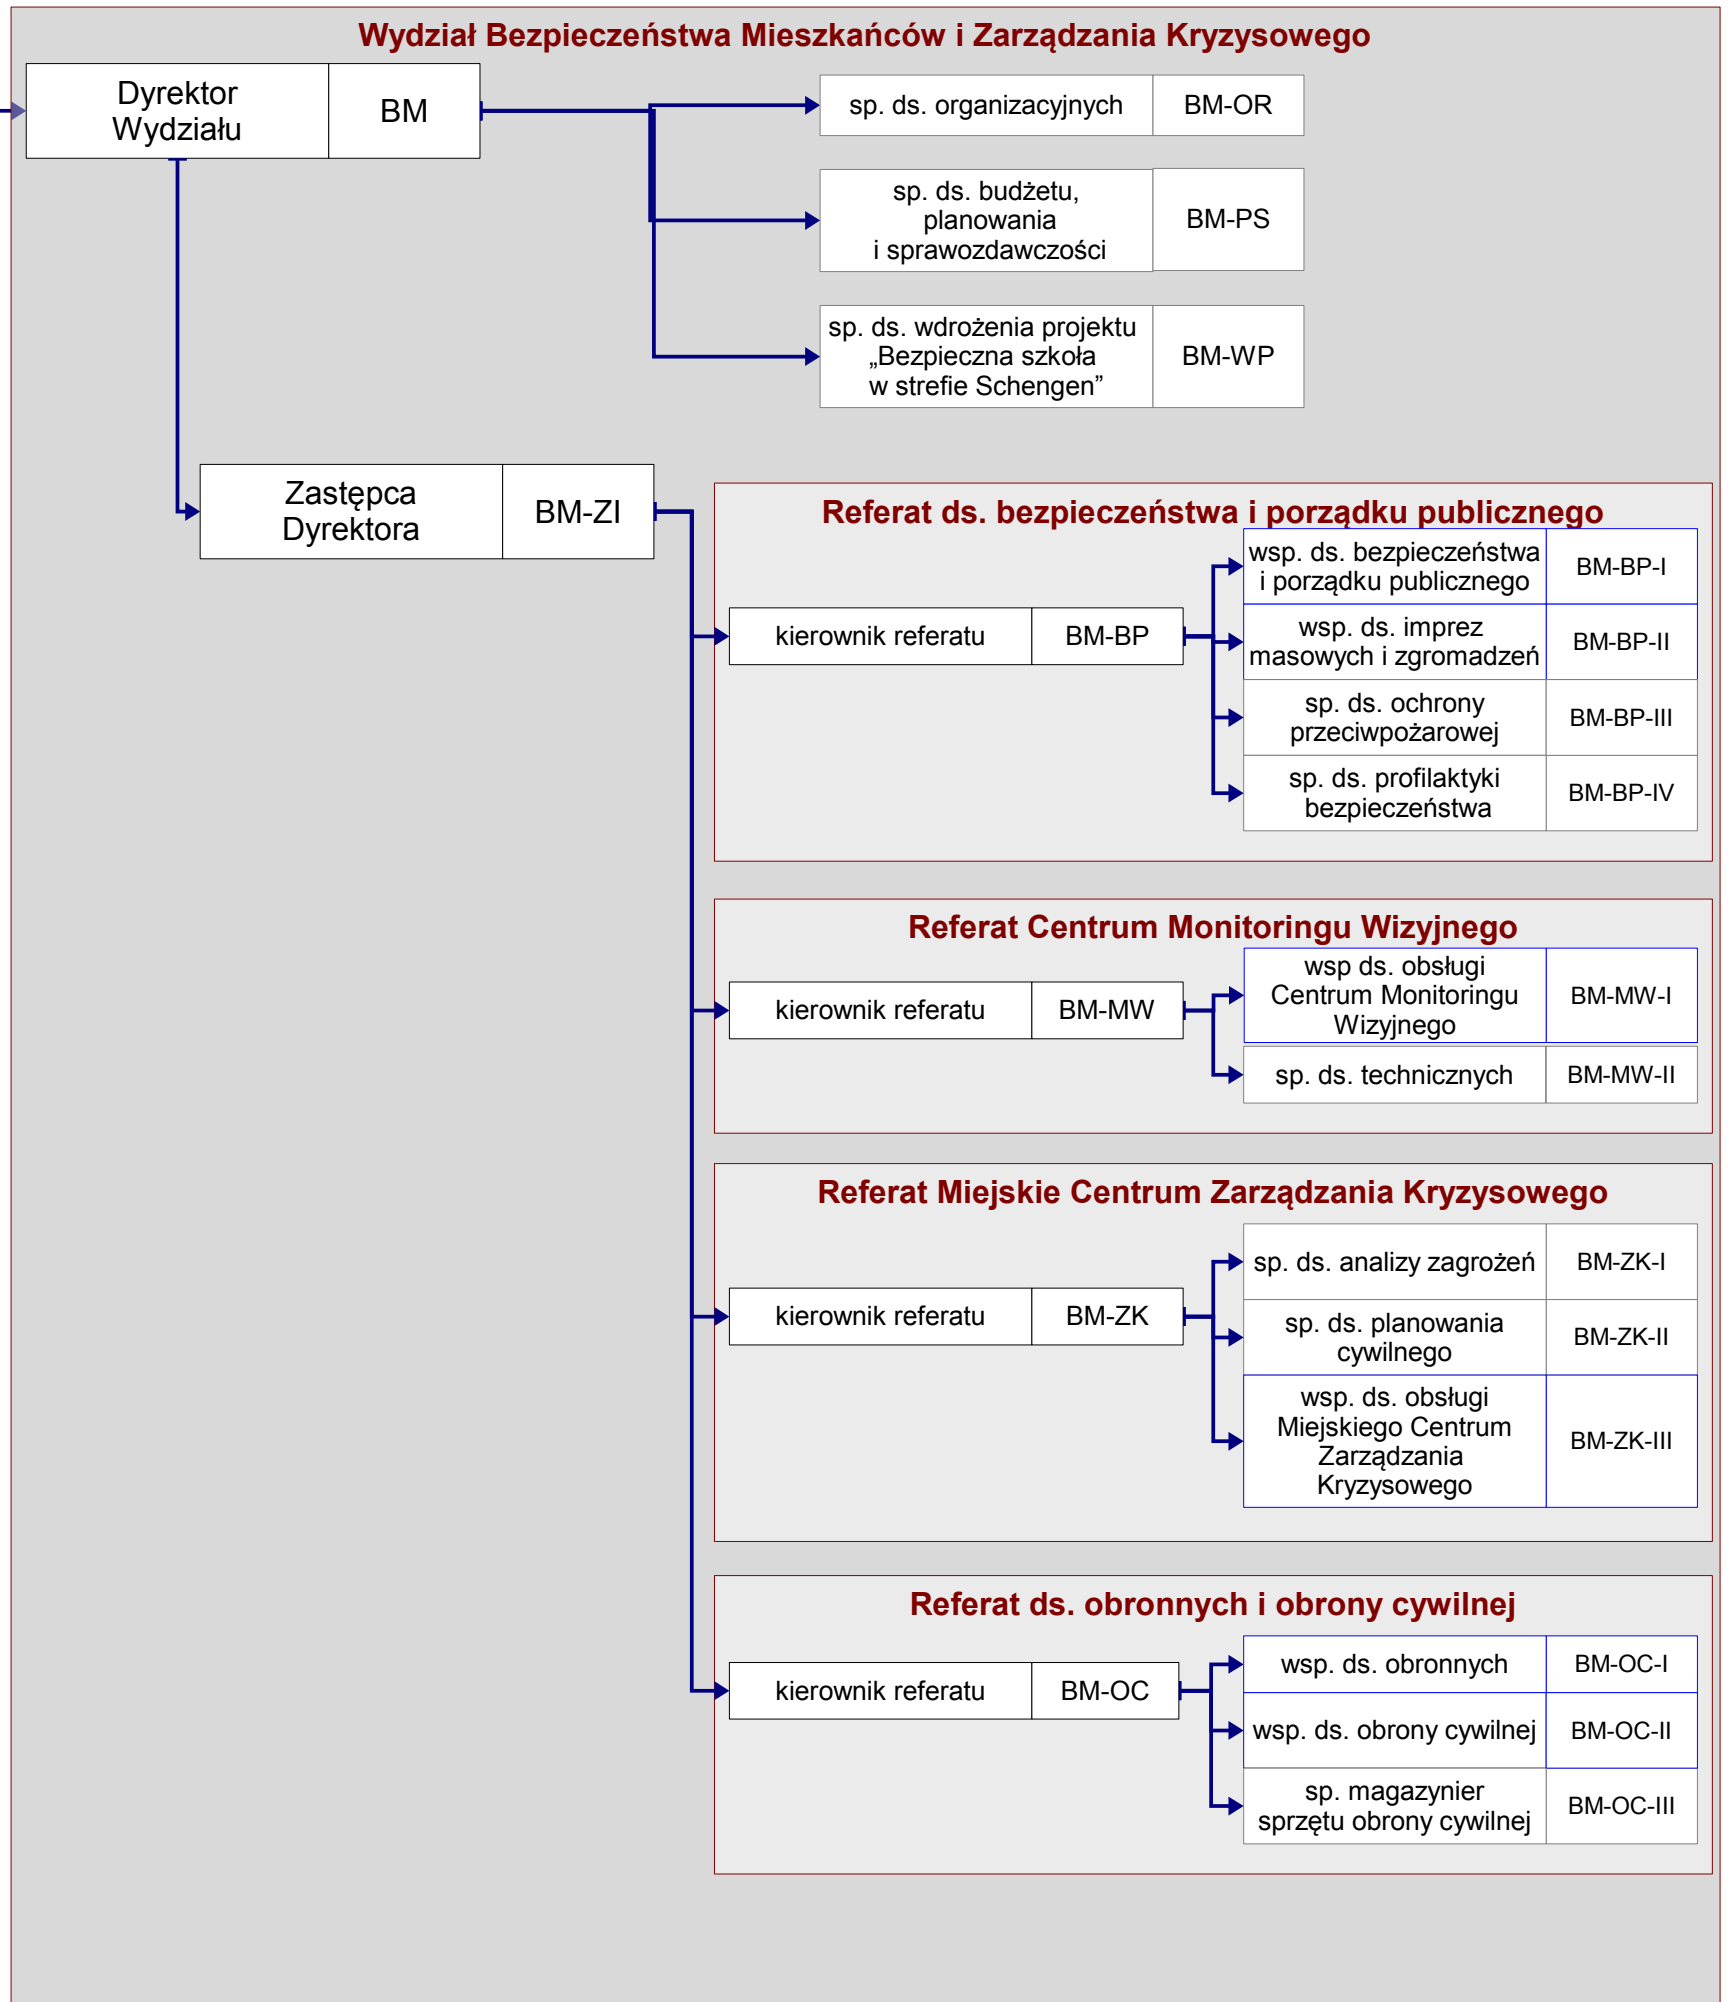 Wydział Bezpieczeństwa Mieszkańców i Zarządzania Kryzysowego
Dyrektor
Wydziału
BM
sp. ds. organizacyjnych
BM-OR
sp. ds. budżetu,
planowania
i sprawozdawczości
BM-PS
sp. ds. wdrożenia projektu
„Bezpieczna szkoła
w strefie Schengen”
BM-WP
Zastępca
Dyrektora
BM-ZI
Referat ds. bezpieczeństwa i porządku publicznego
kierownik referatu
BM-BP
wsp. ds. bezpieczeństwa
i porządku publicznego
BM-BP-I
wsp. ds. imprez
masowych i zgromadzeń
BM-BP-II
sp. ds. ochrony
przeciwpożarowej
BM-BP-III
sp. ds. profilaktyki
bezpieczeństwa
BM-BP-IV
Referat Centrum Monitoringu Wizyjnego
kierownik referatu
BM-MW
wsp ds. obsługi
Centrum Monitoringu
Wizyjnego
BM-MW-I
sp. ds. technicznych
BM-MW-II
Referat Miejskie Centrum Zarządzania Kryzysowego
kierownik referatu
BM-ZK
sp. ds. analizy zagrożeń
BM-ZK-I
sp. ds. planowania
cywilnego
BM-ZK-II
wsp. ds. obsługi
Miejskiego Centrum
Zarządzania
Kryzysowego
BM-ZK-III
Referat ds. obronnych i obrony cywilnej
kierownik referatu
BM-OC
wsp. ds. obronnych
BM-OC-I
wsp. ds. obrony cywilnej
BM-OC-II
sp. magazynier
sprzętu obrony cywilnej
BM-OC-III